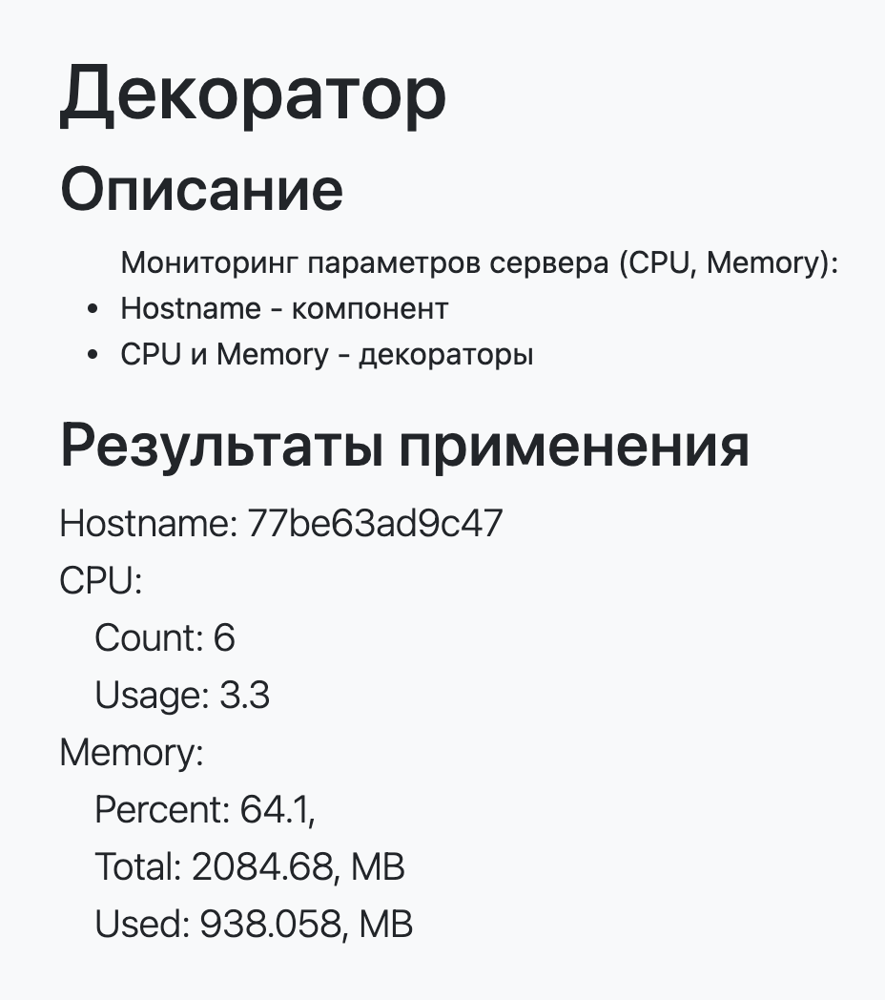 Декоратор
Описание
Мониторинг параметров сервера (CPU, Memory):
• Hostname - компонент
• CPU и Memory - декораторы
Результаты применения
Hostname: 77be63ad9c47
CPU:
Count: 6
Usage: 3.3
Memory:
Percent: 64.1,
Total: 2084.68, MB
Used: 938.058, MB